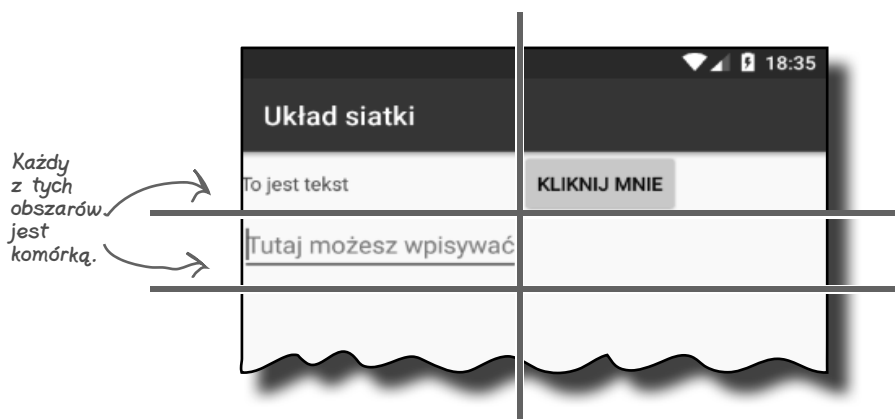 18:35
Układ siatki
Każdy
z tych
obszarów
jest
komórką.
To jest tekst
KLIKNIJ MNIE
Tutaj możesz wpisywać